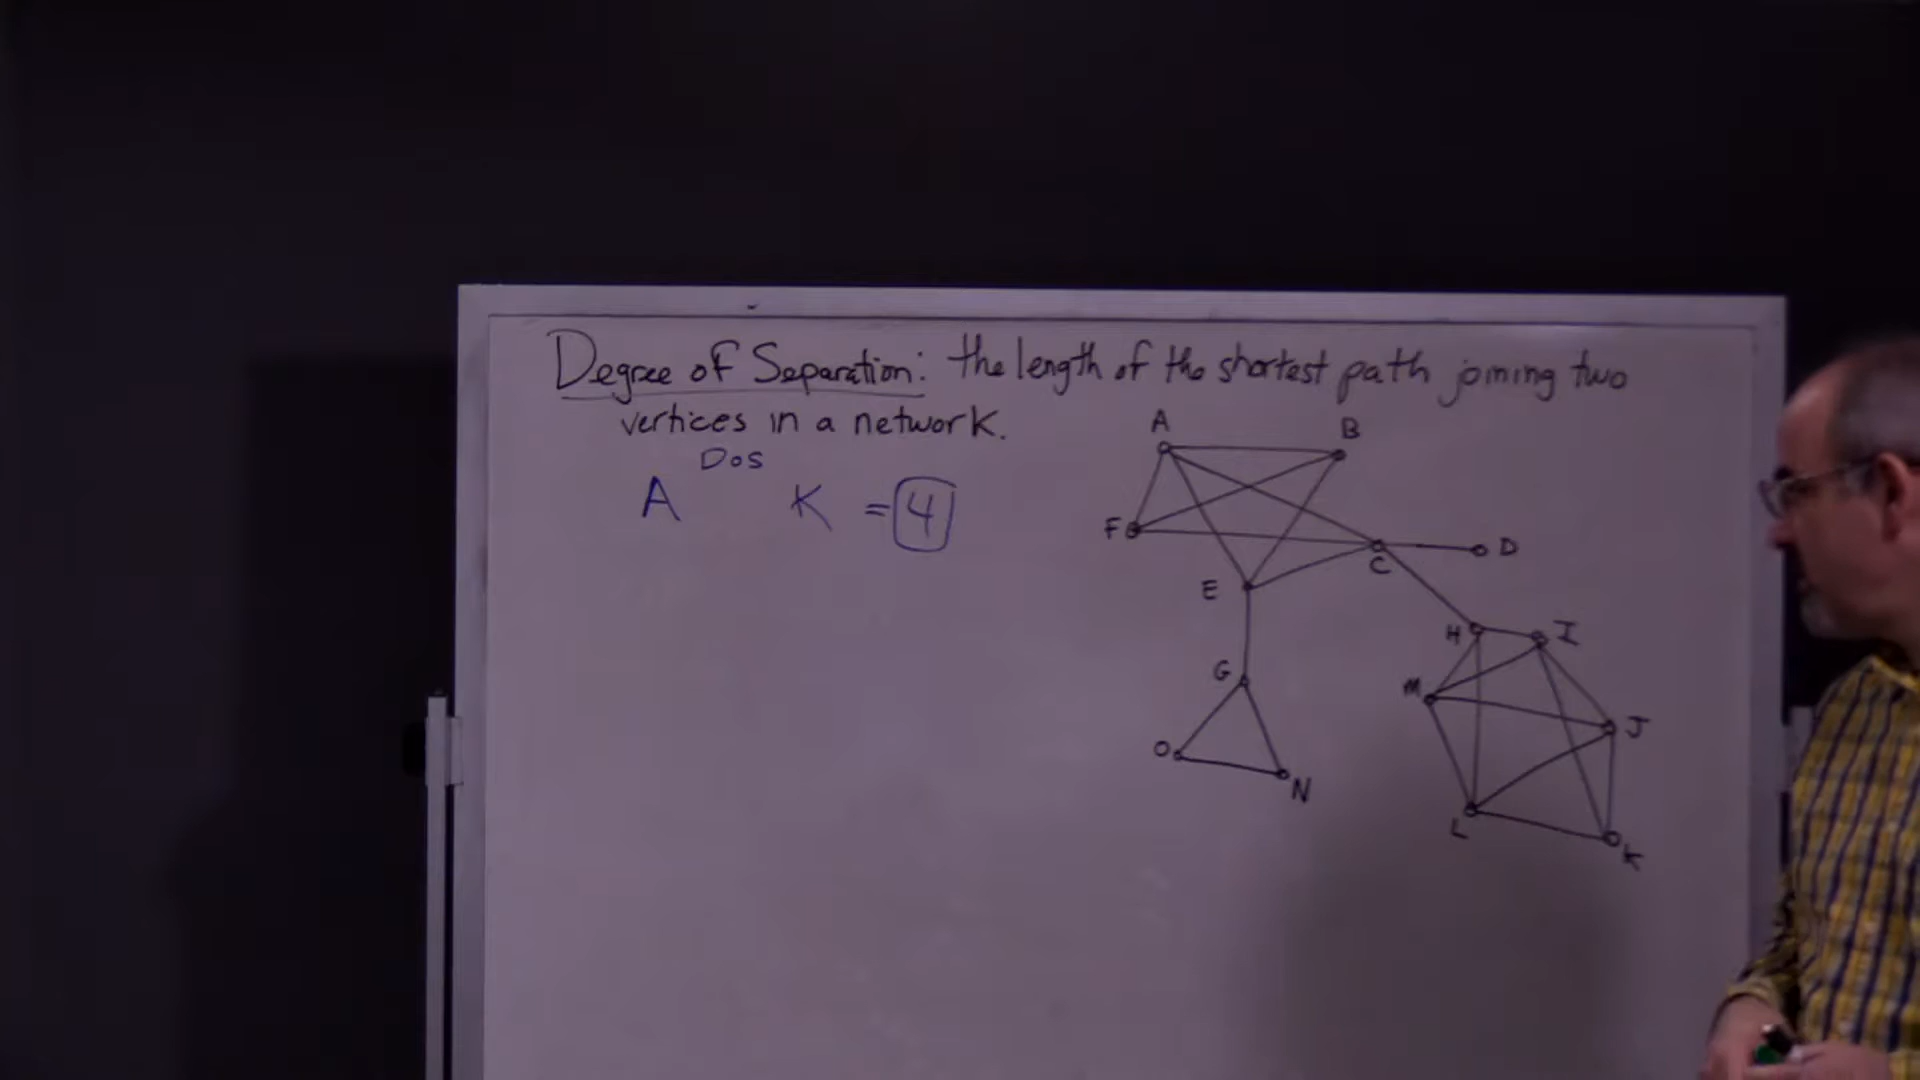 Degree of Separation: the length of the shortest path joining two
vertices in a network.
DoS
A K = 4
A B
F C D
E
H I
G M
J
O N
L K